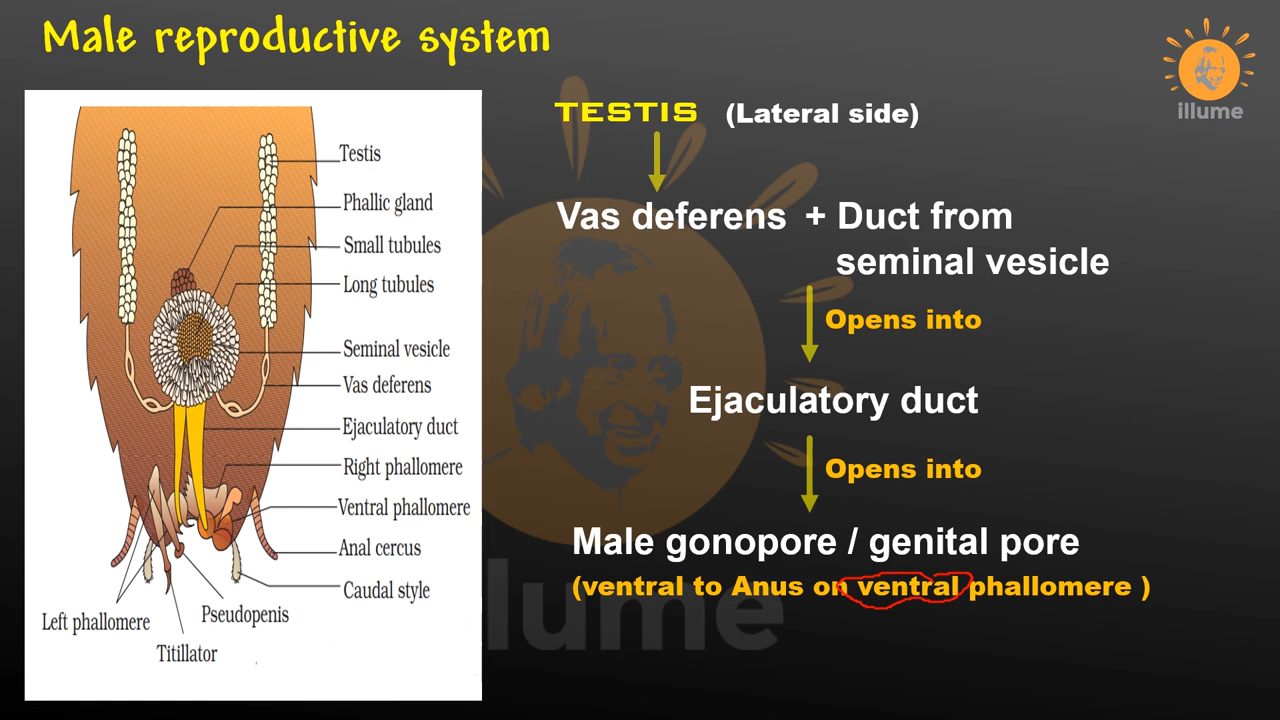 Male reproductive system
illume
TESTIS (Lateral side)
Vas deferens + Duct from
seminal vesicle
Opens into
Ejaculatory duct
Opens into
Male gonopore / genital pore
(ventral to Anus on ventral phallomere )
Testis
Phallic gland
Small tubules
Long tubules
Seminal vesicle
Vas deferens
Ejaculatory duct
Right phallomere
Ventral phallomere
Anal cercus
Caudal style
Left phallomere
Pseudopenis
Titillator
illume